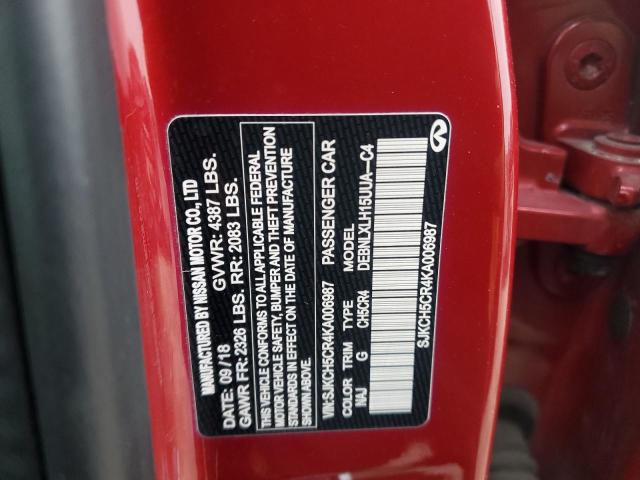 MANUFACTURED BY NISSAN MOTOR CO., LTD
DATE: 09/18 GVWR: 4387 LBS.
GAWR FR: 2326 LBS. RR: 2083 LBS.
THIS VEHICLE CONFORMS TO ALL APPLICABLE FEDERAL
MOTOR VEHICLE SAFETY, BUMPER AND THEFT PREVENTION
STANDARDS IN EFFECT ON THE DATE OF MANUFACTURE
SHOWN ABOVE.
VIN:SJKCH5CR4KA006987 PASSENGER CAR
COLOR TRIM TYPE MODEL
NAJ G CH5CR4 DEBNLXLH15UUA-C4
SJKCH5CR4KA006987